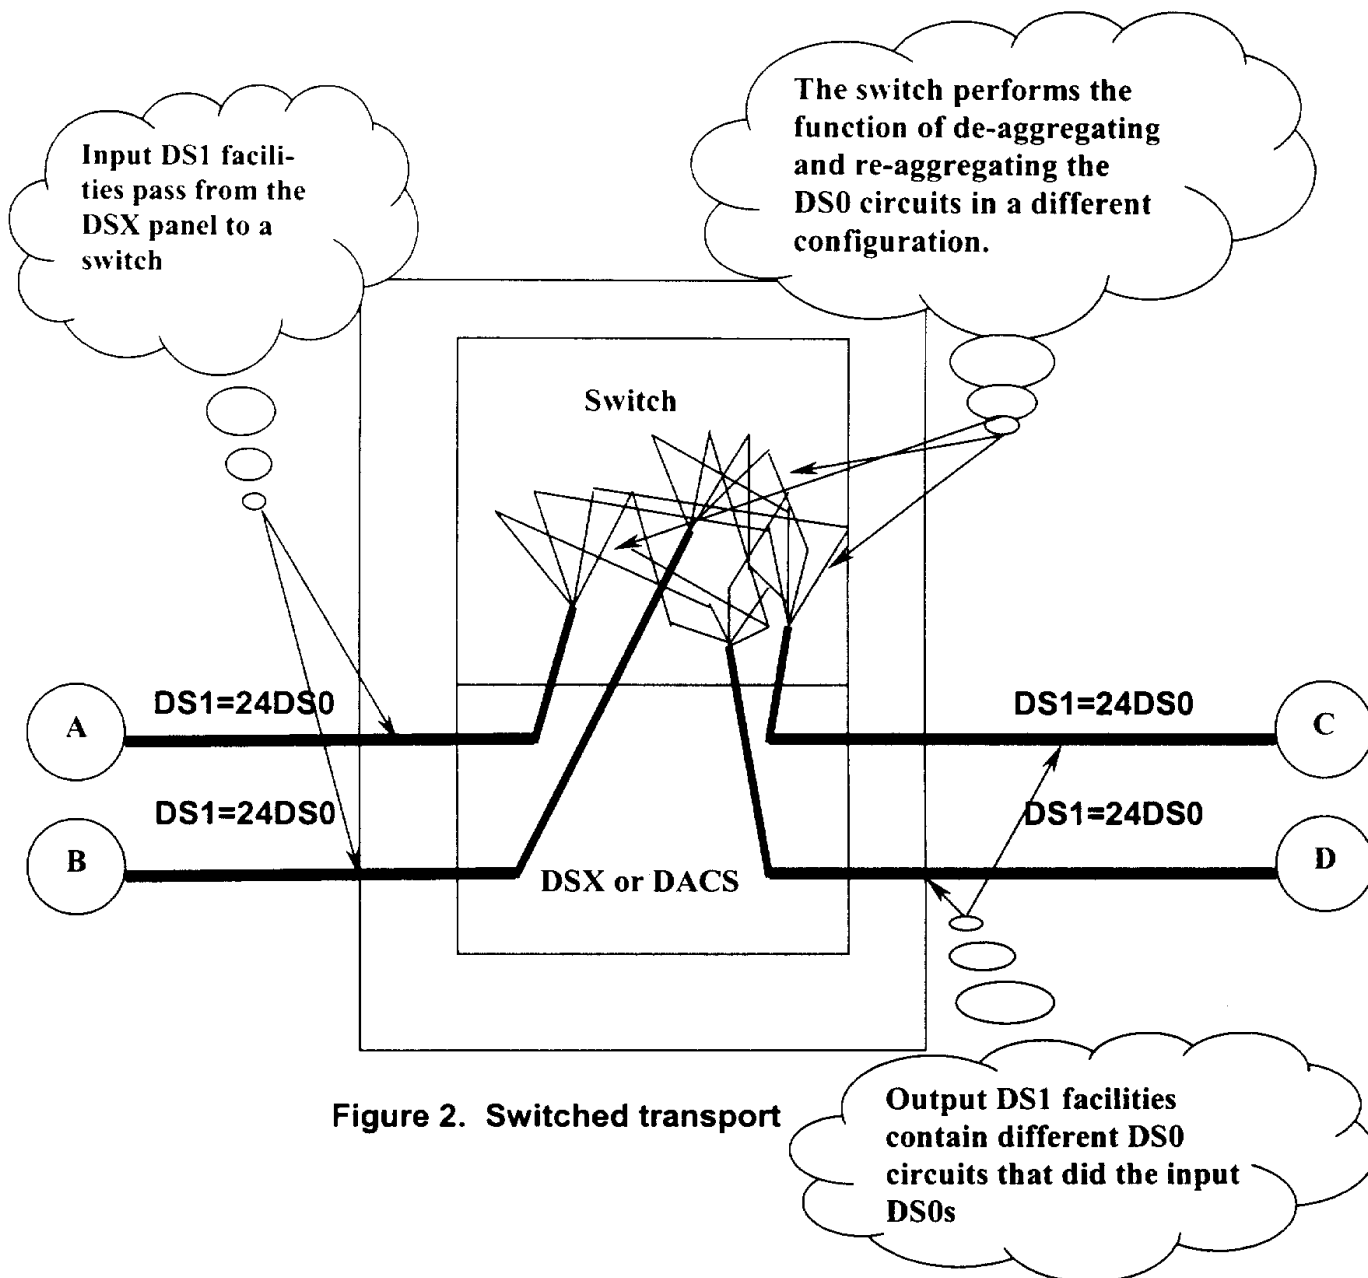 Input DS1 facili-
ties pass from the
DSX panel to a
switch
The switch performs the
function of de-aggregating
and re-aggregating the
DS0 circuits in a different
configuration.
Switch
A
DS1=24DS0
DS1=24DS0
C
B
DS1=24DS0
DS1=24DS0
D
DSX or DACS
Figure 2. Switched transport
Output DS1 facilities
contain different DS0
circuits that did the input
DS0s